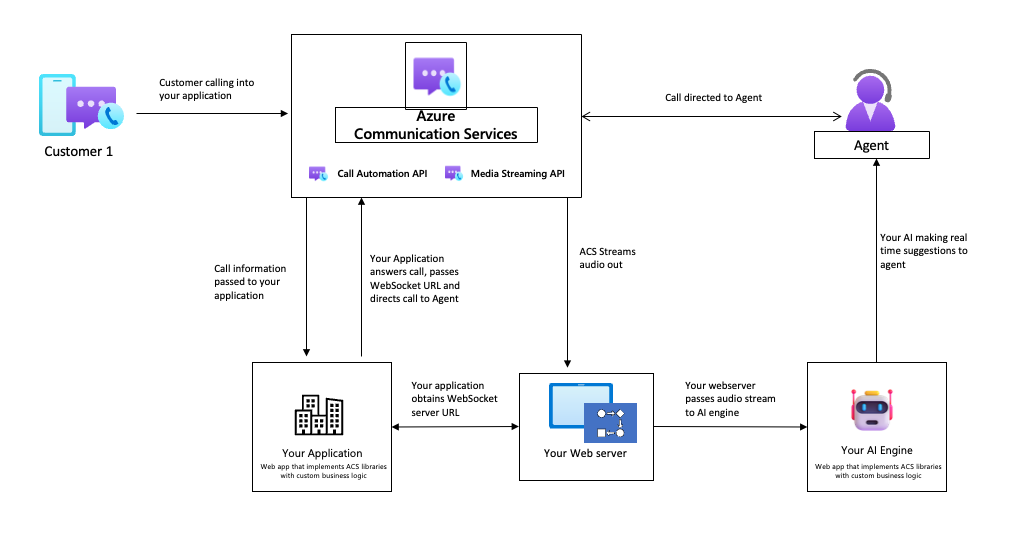 Customer calling into
your application
Customer 1
Azure
Communication Services
Call Automation API
Media Streaming API
Call directed to Agent
Agent
Call information
passed to your
application
Your Application
answers call, passes
WebSocket URL and
directs call to Agent
ACS Streams
audio out
Your AI making real
time suggestions to
agent
Your Application
Web app that implements ACS libraries
with custom business logic
Your application
obtains WebSocket
server URL
Your Web server
Your webserver
passes audio stream
to AI engine
Your AI Engine
Web app that implements ACS libraries
with custom business logic